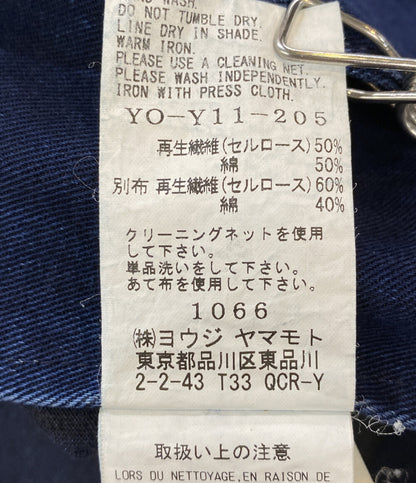 HAND WASH.
DO NOT TUMBLE DRY.
LINE DRY IN SHADE.
WARM IRON.
PLEASE USE A CLEANING NET.
PLEASE WASH INDEPENDENTLY.
IRON WITH PRESS CLOTH.
YO-Y11-205
再生繊維(セルロース)50%
綿 50%
別布 再生繊維(セルロース)60%
綿 40%
クリーニングネットを使用
して下さい。
単品洗いをして下さい。
あて布を使用して下さい。
1066
(株)ヨウジ ヤマモト
東京都品川区東品川
2-2-43 T33 QCR-Y
取扱い上の注意
LORS DU NETTOYAGE,EN RAISON DE